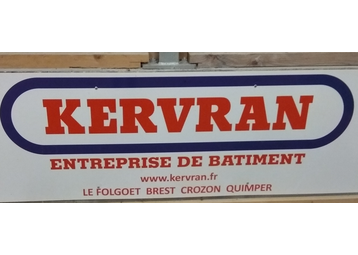 KERVRAN
ENTREPRISE DE BATIMENT
www.kervran.fr
LE FOLGOET BREST CROZON QUIMPER